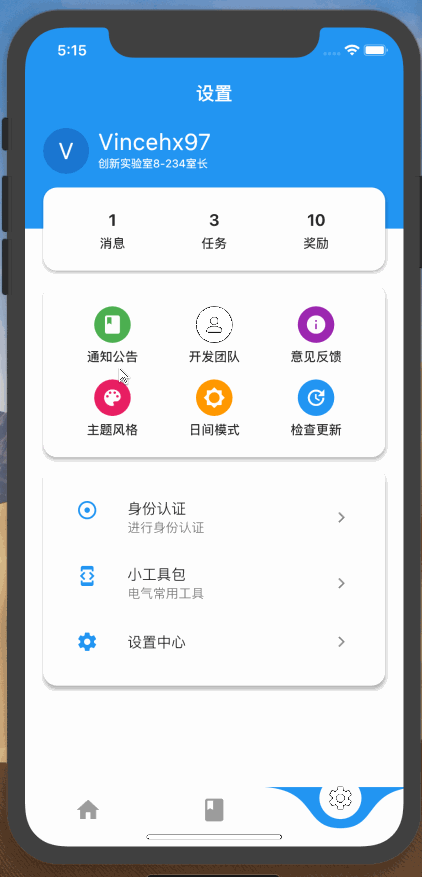 5:15
设置
V
Vincehx97
创新实验室8-234室长
1 3 10
消息 任务 奖励
通知公告 开发团队 意见反馈
主题风格 日间模式 检查更新
身份认证
进行身份认证
小工具包
电气常用工具
设置中心